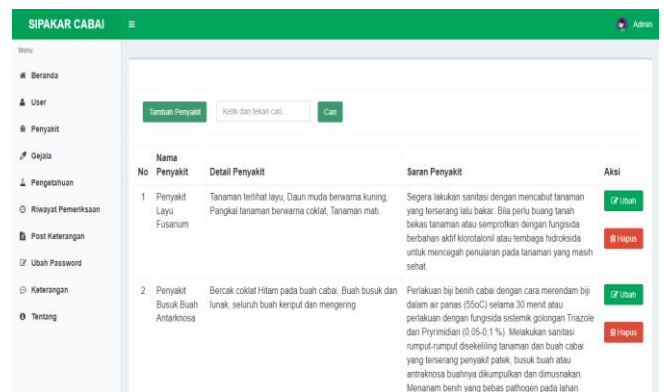 SIPAKAR CABAI
Admin
Menu
Beranda
User
Penyakit
Gejala
Pengetahuan
Riwayat Pemeriksaan
Post Keterangan
Ubah Password
Keterangan
Tentang
Tambah Penyakit
Ketik dan tekan cari...
Cari
No Nama Penyakit Detail Penyakit Saran Penyakit Aksi
1
Penyakit
Layu
Fusarium
Tanaman terlihat layu, Daun muda berwarna kuning,
Pangkal tanaman berwarna coklat, Tanaman mati.
Segera lakukan sanitasi dengan mencabut tanaman
yang terserang lalu bakar. Bila perlu buang tanah
bekas tanaman atau semprotkan dengan fungisida
berbahan aktif klorotalonil atau tembaga hidroksida
untuk mencegah penularan pada tanaman yang masih
sehat.
Ubah
Hapus
2
Penyakit
Busuk Buah
Antarknosa
Bercak coklat Hitam pada buah cabai, Buah busuk dan
lunak, seluruh buah keriput dan mengering.
Perlakuan biji benih cabai dengan cara merendam biji
dalam air panas (55oC) selama 30 menit atau
perlakuan dengan fungisida sistemik golongan Triazole
dan Pryrimidian (0,05-0,1 %). Melakukan sanitasi
rumput-rumput disekeliling tanaman dan buah cabai
yang terserang penyakit patek, busuk buah atau
antraknosa buahnya dikumpulkan dan dimusnakan.
Menanam benih yang bebas pathogen pada lahan
Ubah
Hapus